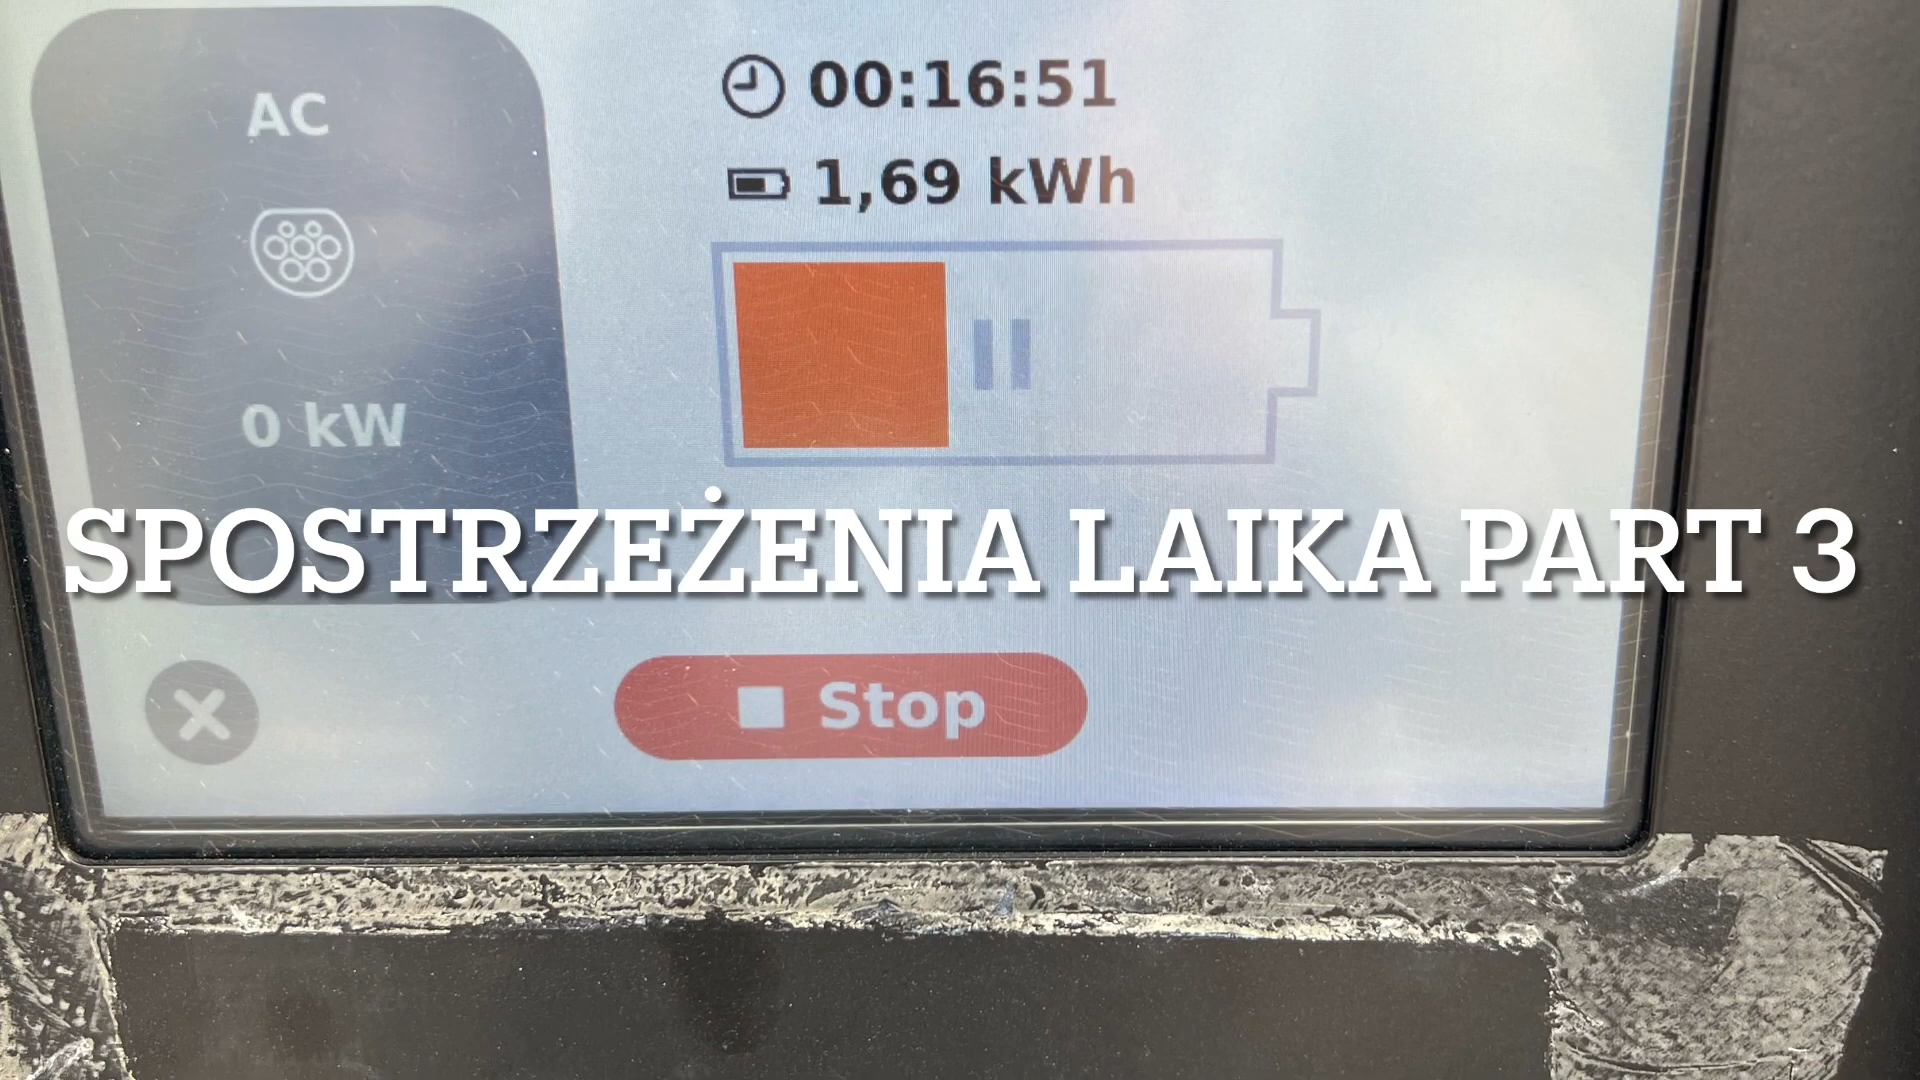 AC
0 kW
00:16:51
1,69 kWh
SPOSTRZEŻENIA LAIKA PART 3
Stop